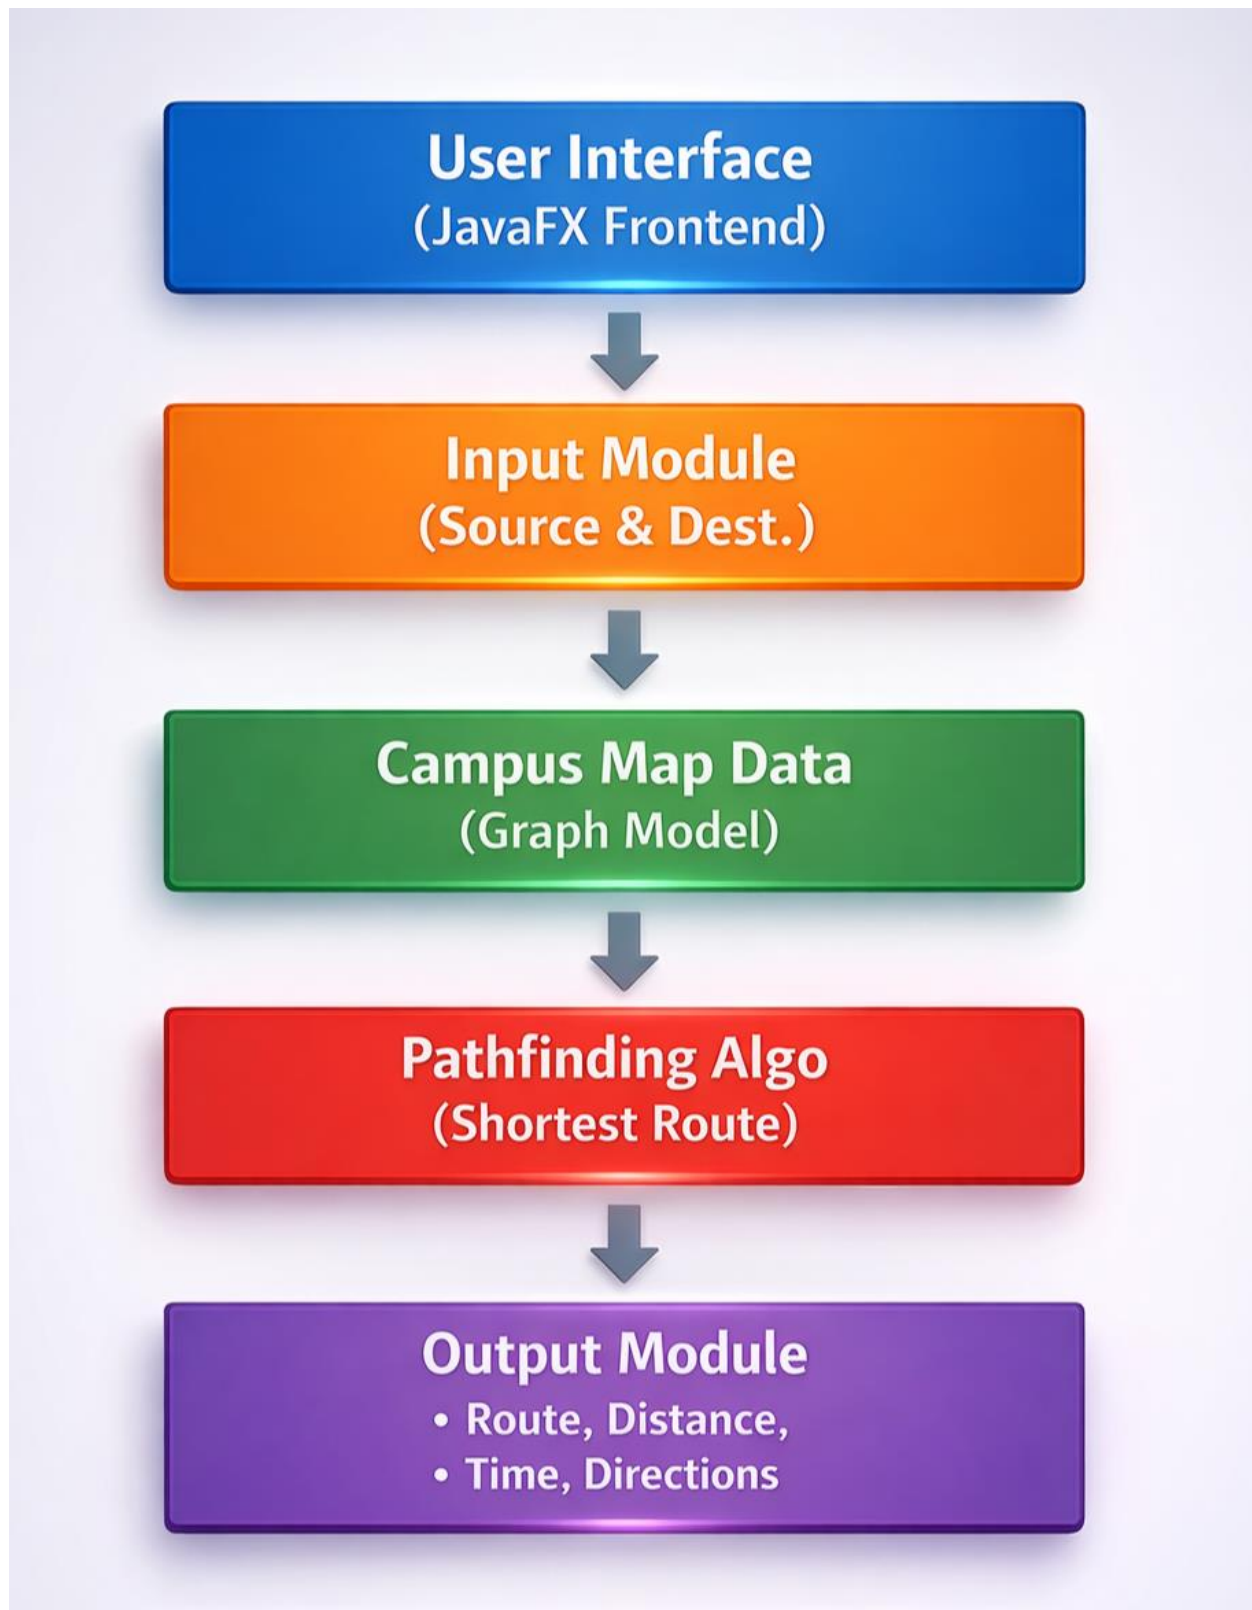 User Interface
(JavaFX Frontend)
Input Module
(Source & Dest.)
Campus Map Data
(Graph Model)
Pathfinding Algo
(Shortest Route)
Output Module
• Route, Distance,
• Time, Directions